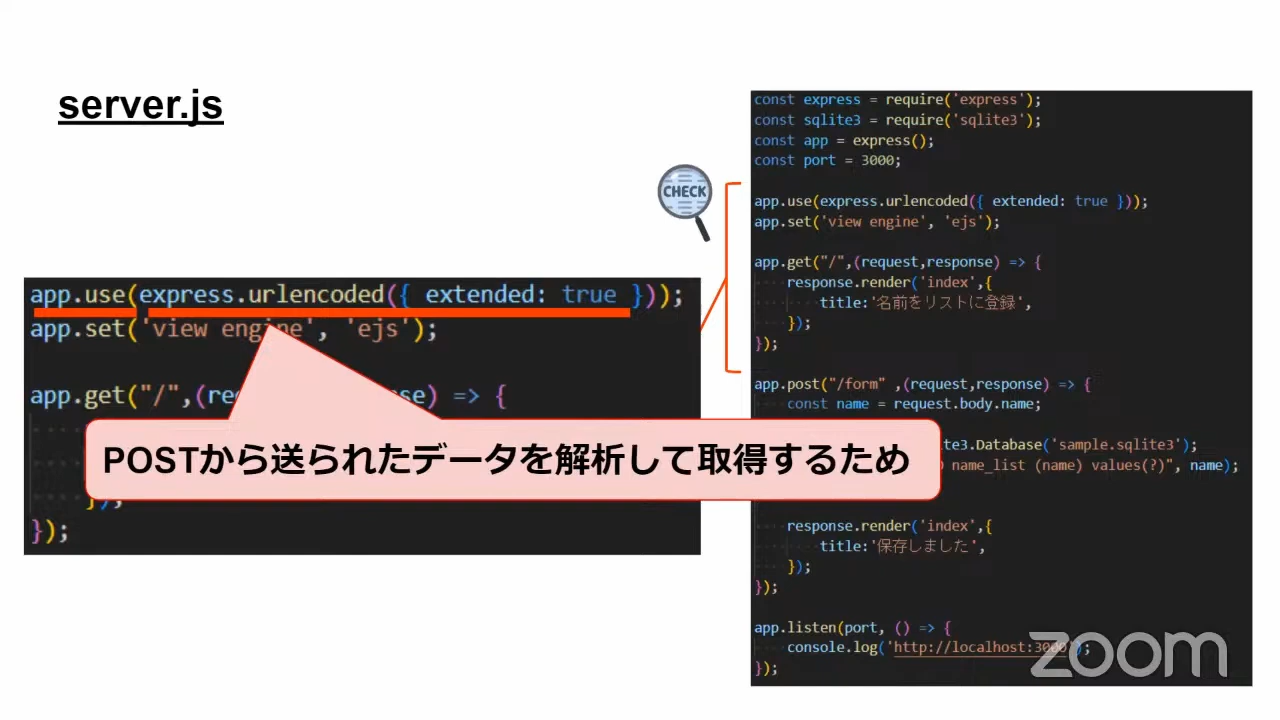 server.js
CHECK
app.use(express.urlencoded({ extended: true }));
app.set('view engine', 'ejs');
app.get("/",(re
se) => {
});
});
POSTから送られたデータを解析して取得するため
const express = require('express');
const sqlite3 = require('sqlite3');
const app = express();
const port = 3000;
app.use(express.urlencoded({ extended: true }));
app.set('view engine', 'ejs');
app.get("/",(request,response) => {
response.render('index',{
title:'名前をリストに登録',
});
});
app.post("/form" ,(request,response) => {
const name = request.body.name;
te3.Database('sample.sqlite3');
name_list (name) values(?)", name);
response.render('index',{
title:'保存しました',
});
});
app.listen(port, () => {
console.log('http://localhost:3000');
});
zoom